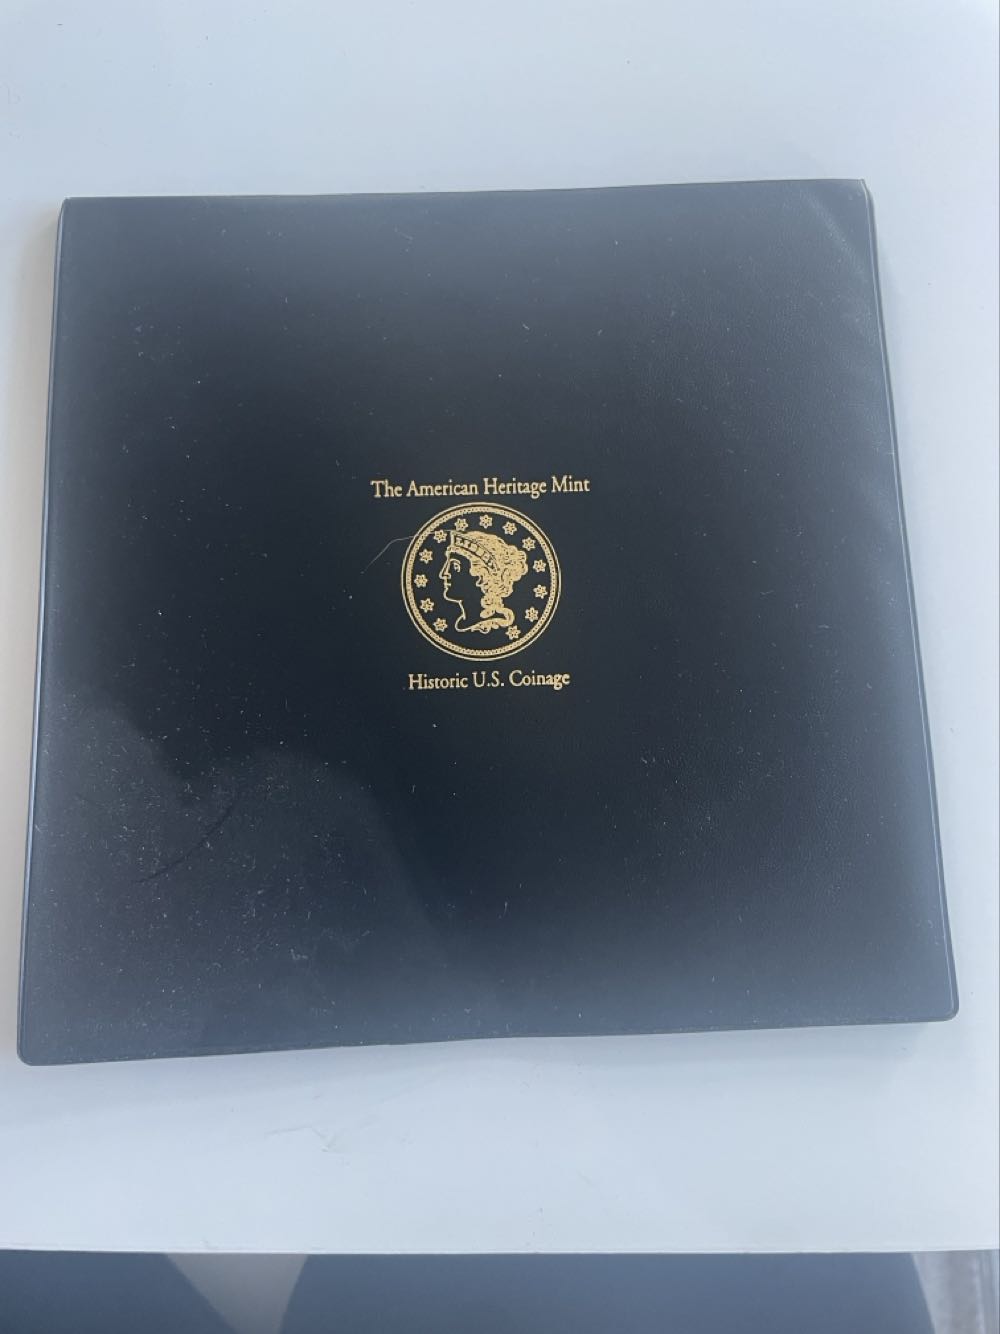 The American Heritage Mint
Historic U.S. Coinage